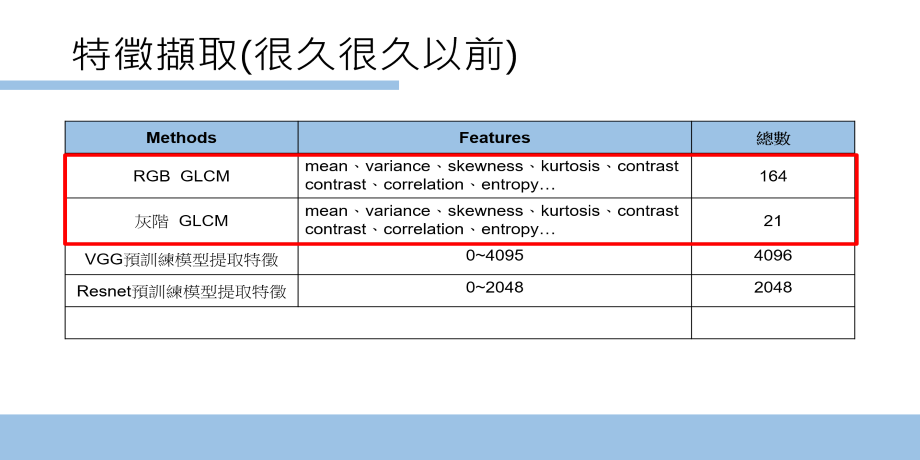 特徵擷取(很久很久以前)
Methods Features 總數
RGB GLCM mean、variance、skewness、kurtosis、contrast
contrast、correlation、entropy… 164
灰階 GLCM mean、variance、skewness、kurtosis、contrast
contrast、correlation、entropy… 21
VGG預訓練模型提取特徵 0~4095 4096
Resnet預訓練模型提取特徵 0~2048 2048